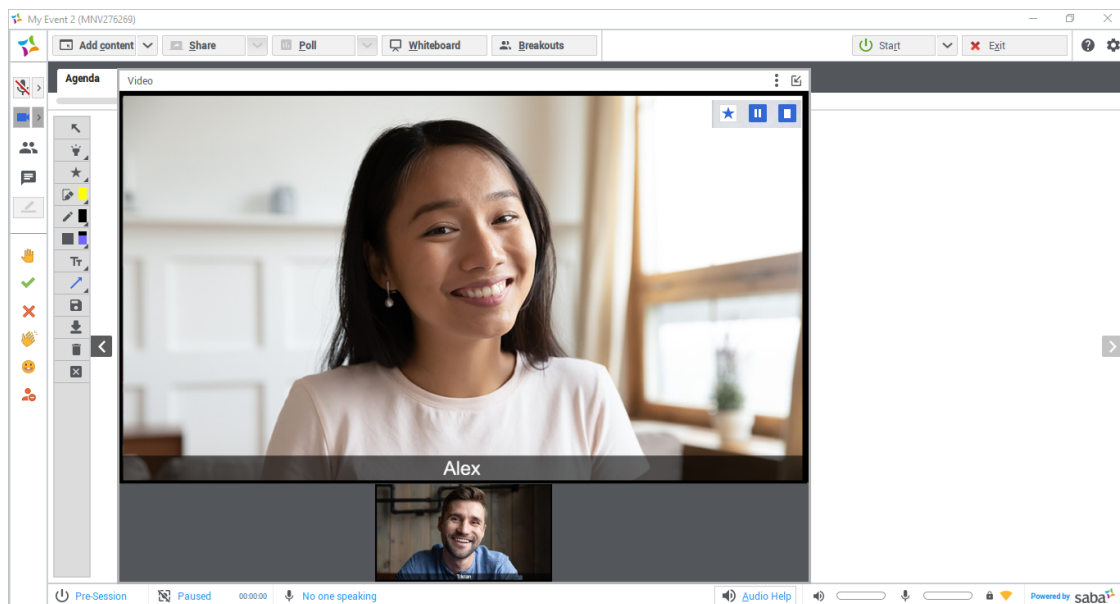 My Event 2 (MNV276269)
Add content Share Poll Whiteboard Breakouts Start Exit
Agenda
Video
Tт
Alex
Pre-Session Paused 00:00:00 No one speaking Audio Help Powered by saba